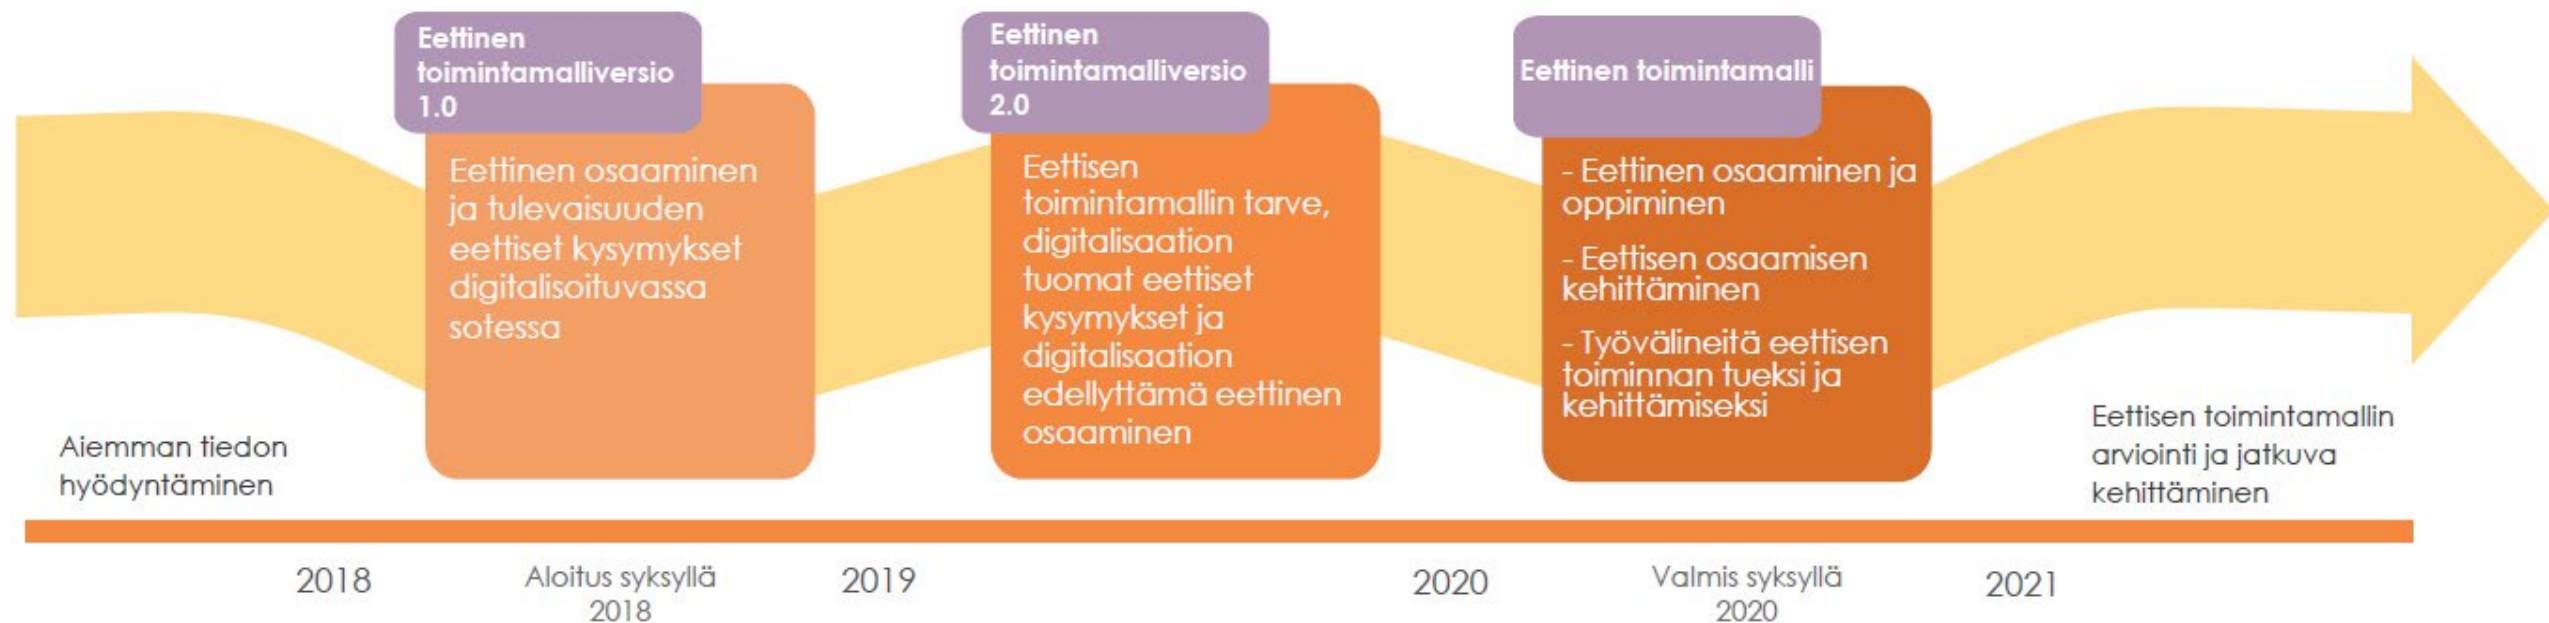 Eettinen
toimintamalliversio
1.0
Eettinen osaaminen
ja tulevaisuuden
eettiset kysymykset
digitalisoituvassa
sotessa
Eettinen
toimintamalliversio
2.0
Eettisen
toimintamallin tarve,
digitalisaation
tuomat eettiset
kysymykset ja
digitalisaation
edellyttämä eettinen
osaaminen
Eettinen toimintamalli
- Eettinen osaaminen ja
oppiminen
- Eettisen osaamisen
kehittäminen
- Työvälineitä eettisen
toiminnan tueksi ja
kehittämiseksi
Aiemman tiedon
hyödyntäminen
Eettisen toimintamallin
arviointi ja jatkuva
kehittäminen
2018
Aloitus syksyllä
2018
2019
2020
Valmis syksyllä
2020
2021